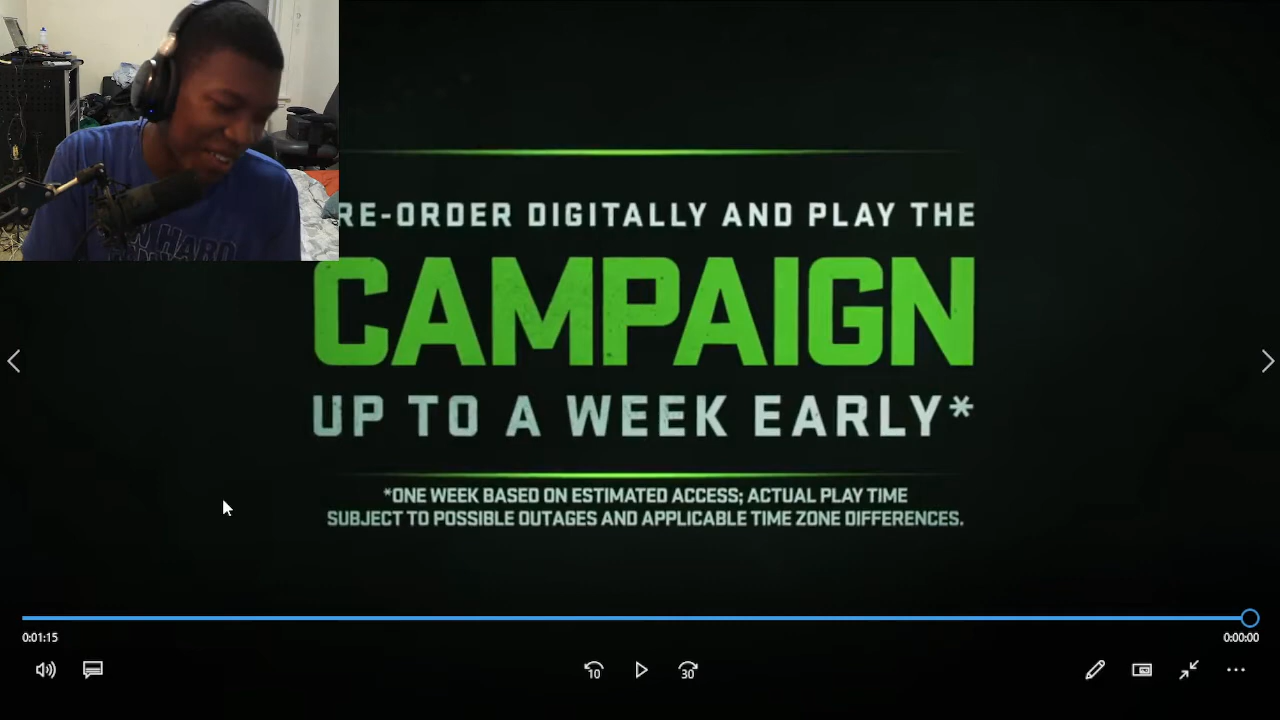 RE-ORDER DIGITALLY AND PLAY THE
CAMPAIGN
UP TO A WEEK EARLY*
*ONE WEEK BASED ON ESTIMATED ACCESS; ACTUAL PLAY TIME
SUBJECT TO POSSIBLE OUTAGES AND APPLICABLE TIME ZONE DIFFERENCES.
HARD
0:01:15
0:00:00
10
30